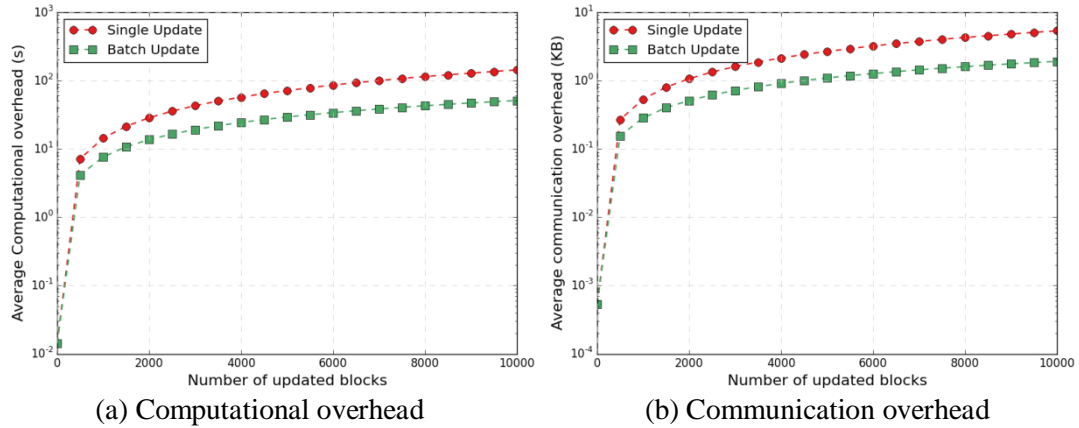 Average Computational overhead (s)
10³
10²
10¹
10⁰
10⁻¹
10⁻²
Single Update
Batch Update
0 2000 4000 6000 8000 10000
Number of updated blocks
(a) Computational overhead
Average communication overhead (KB)
10¹
10⁰
10⁻¹
10⁻²
10⁻³
10⁻⁴
Single Update
Batch Update
0 2000 4000 6000 8000 10000
Number of updated blocks
(b) Communication overhead